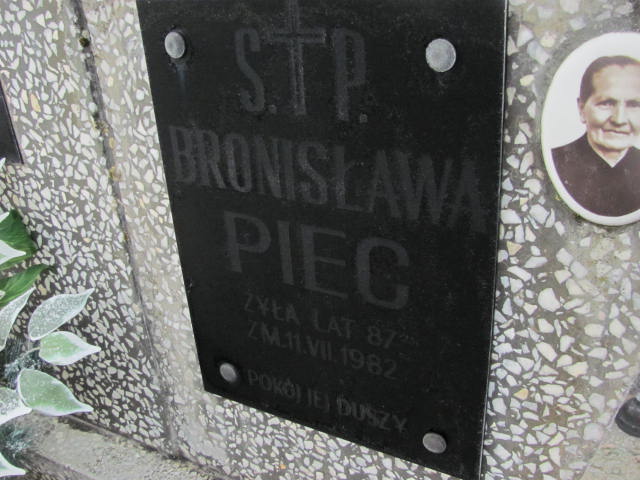 Ś.†P.
BRONISŁAWA
PIEC
ŻYŁA LAT 87
ZM.11.VII.1982
POKÓJ JEJ DUSZY